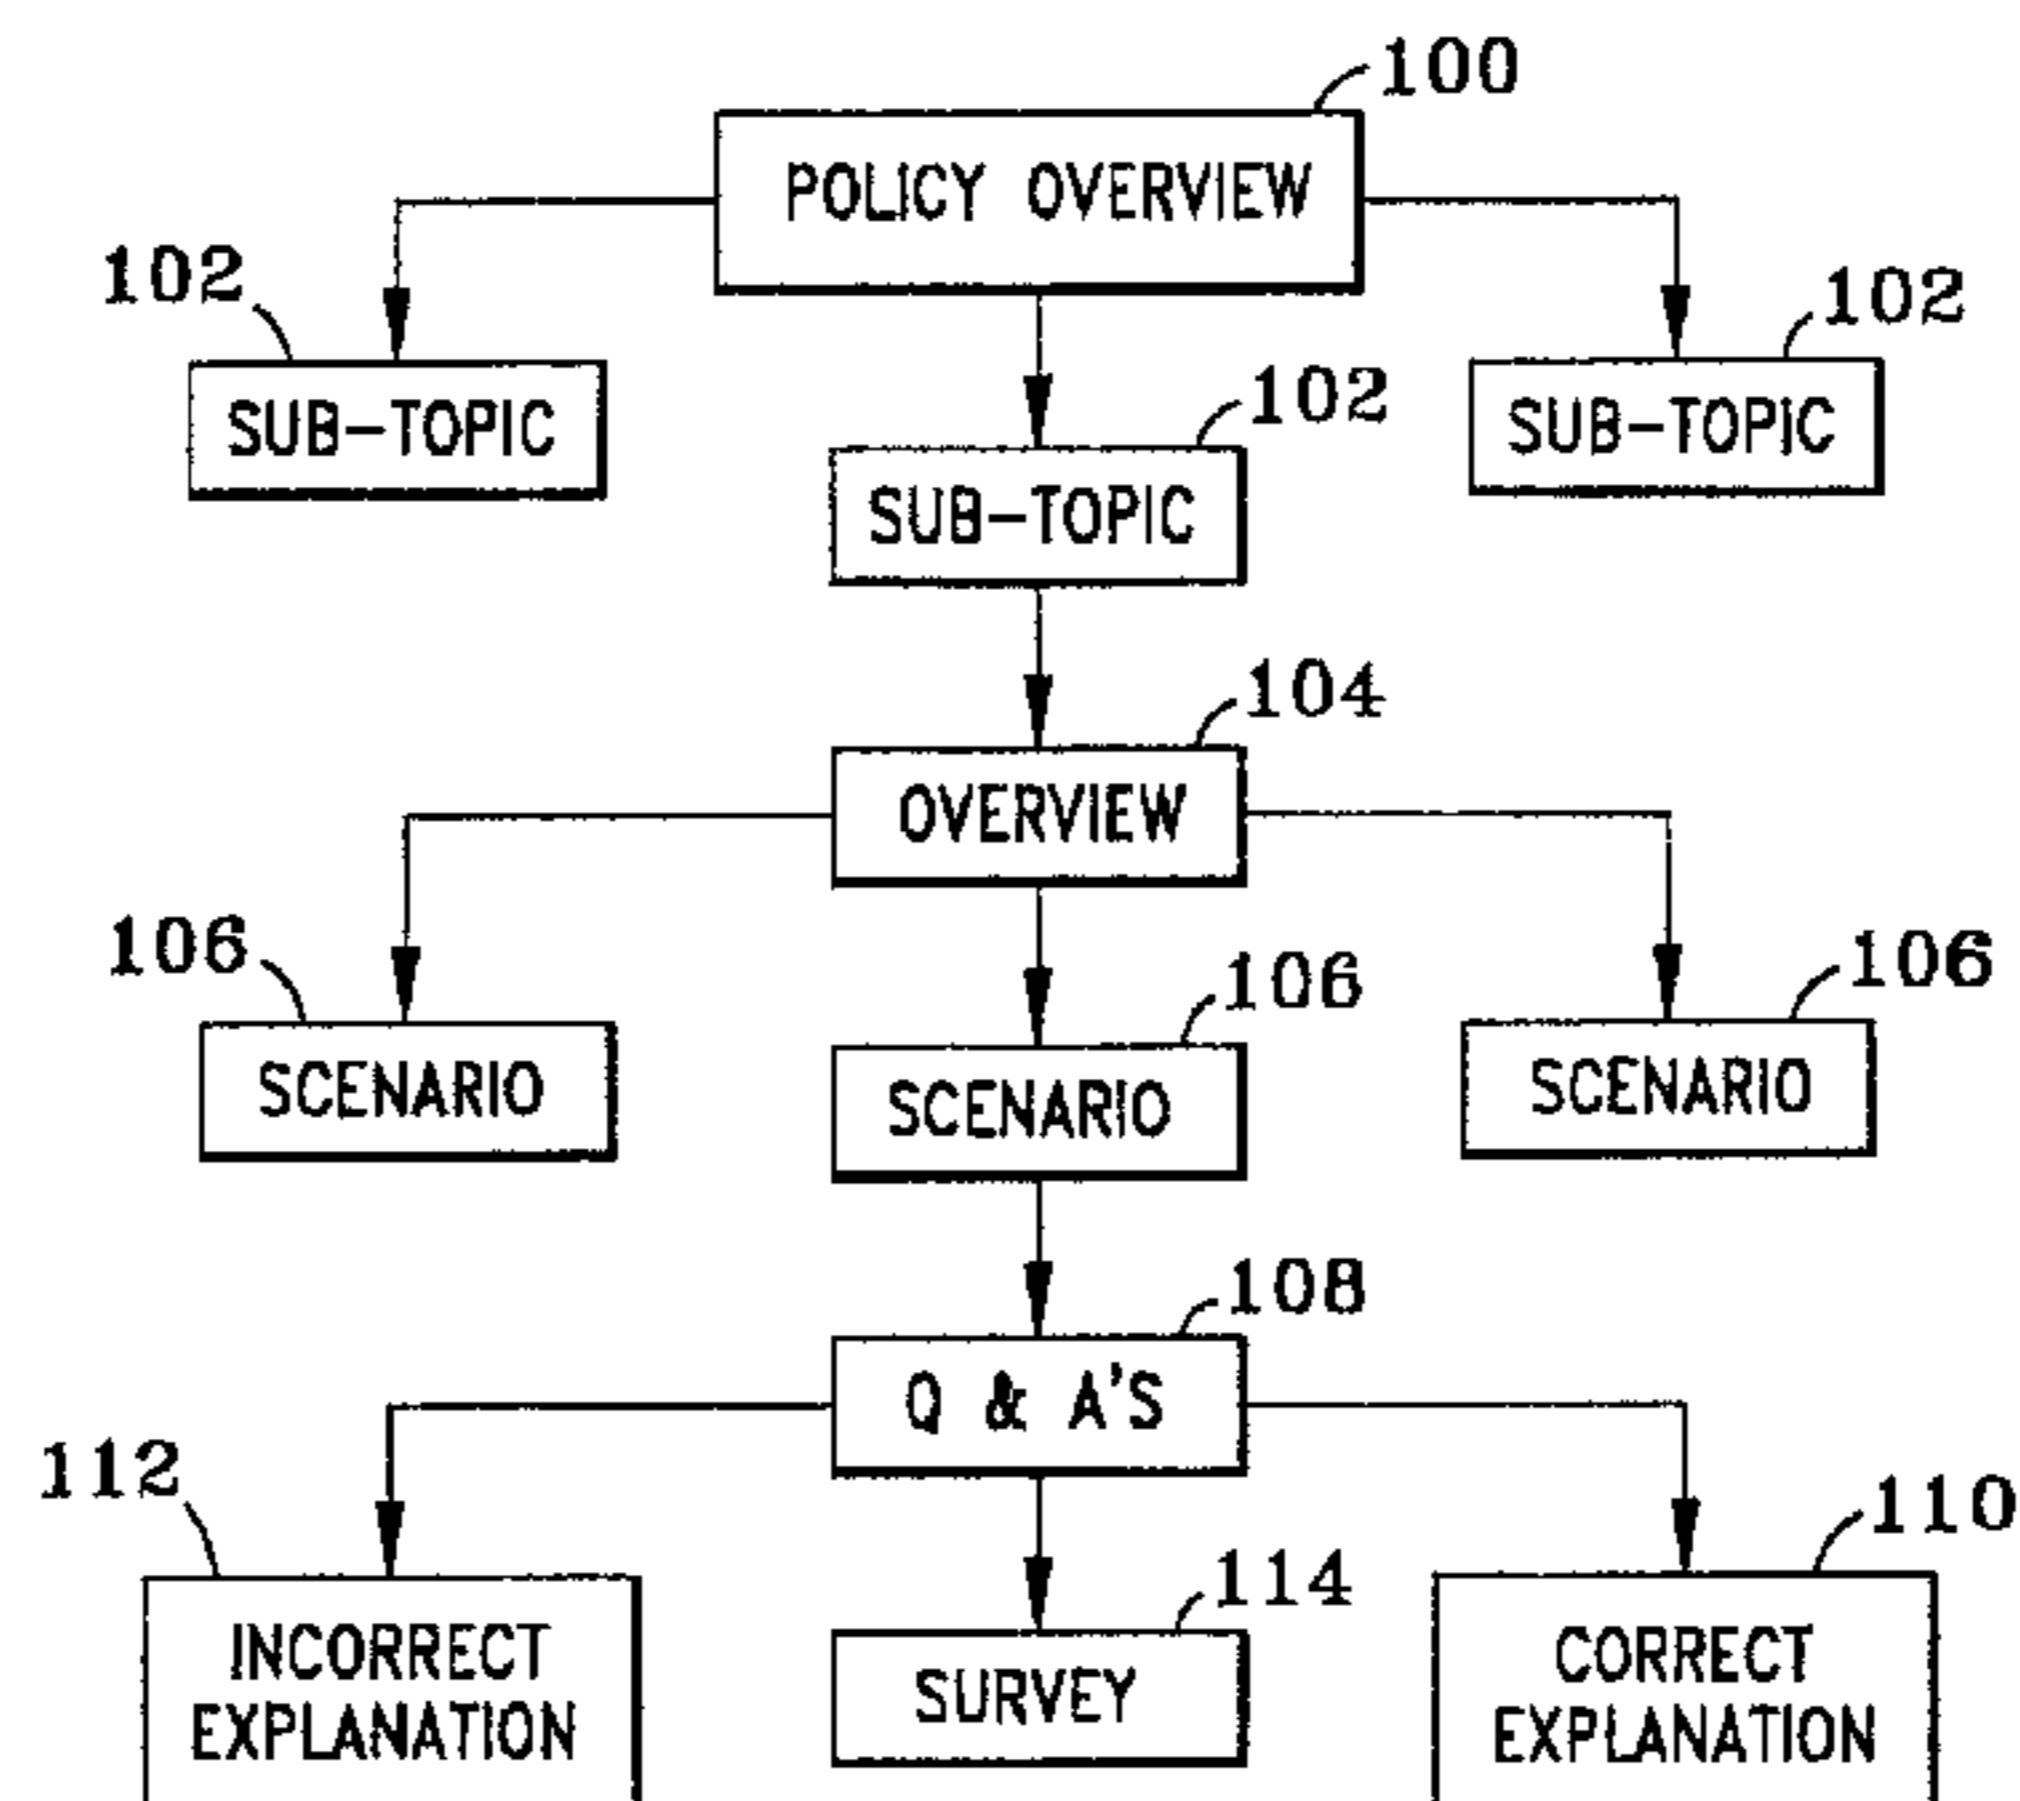 100
POLICY OVERVIEW
102
SUB-TOPIC
102
SUB-TOPIC
102
SUB-TOPIC
104
OVERVIEW
106
SCENARIO
106
SCENARIO
106
SCENARIO
108
Q & A'S
112
INCORRECT
EXPLANATION
114
SURVEY
110
CORRECT
EXPLANATION